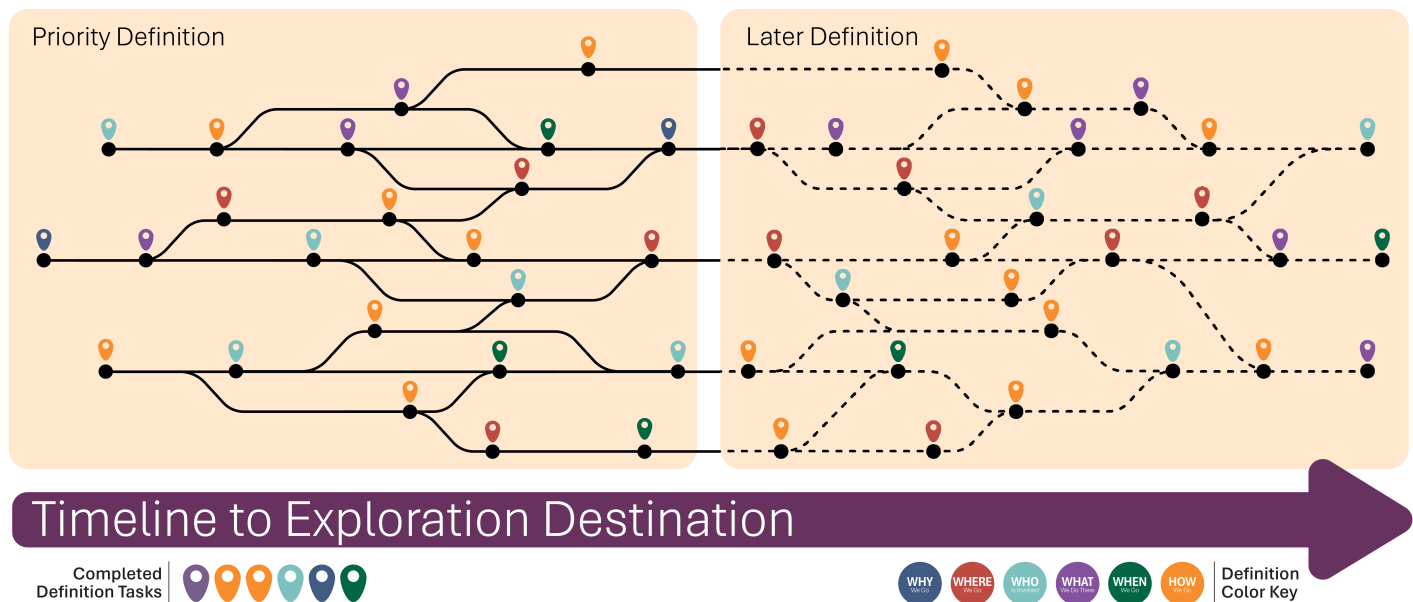 Priority Definition
Later Definition
Timeline to Exploration Destination
Completed
Definition Tasks
WHY
We Go
WHERE
We Go
WHO
Is Involved
WHAT
We Do There
WHEN
We Go
HOW
We Go
Definition
Color Key